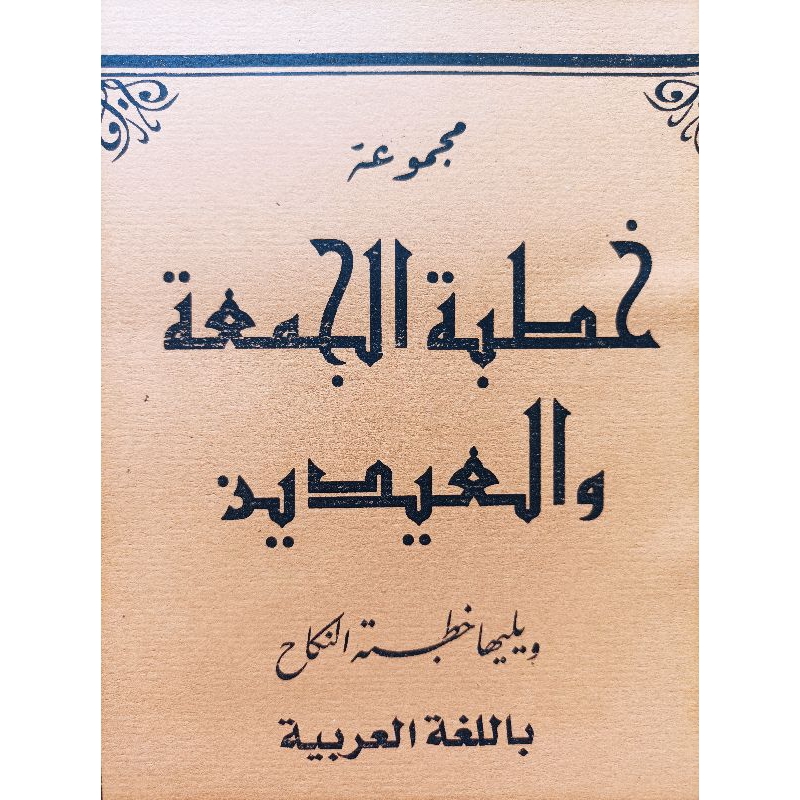 مجموعة
خطبة الجمعة
والعيدين
ويليها خطبة النكاح
باللغة العربية